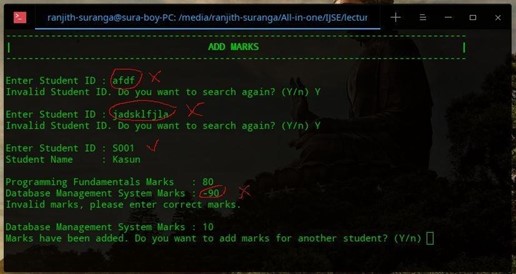 ranjith-suranga@sura-boy-PC: /media/ranjith-suranga/All-in-one/IJSE/lectur
ADD MARKS
Enter Student ID : afdf
Invalid Student ID. Do you want to search again? (Y/n) Y
Enter Student ID : jadsklfjla
Invalid Student ID. Do you want to search again? (Y/n) Y
Enter Student ID : S001
Student Name : Kasun
Programming Fundamentals Marks : 80
Database Management System Marks : -90
Invalid marks, please enter correct marks.
Database Management System Marks : 10
Marks have been added. Do you want to add marks for another student? (Y/n)